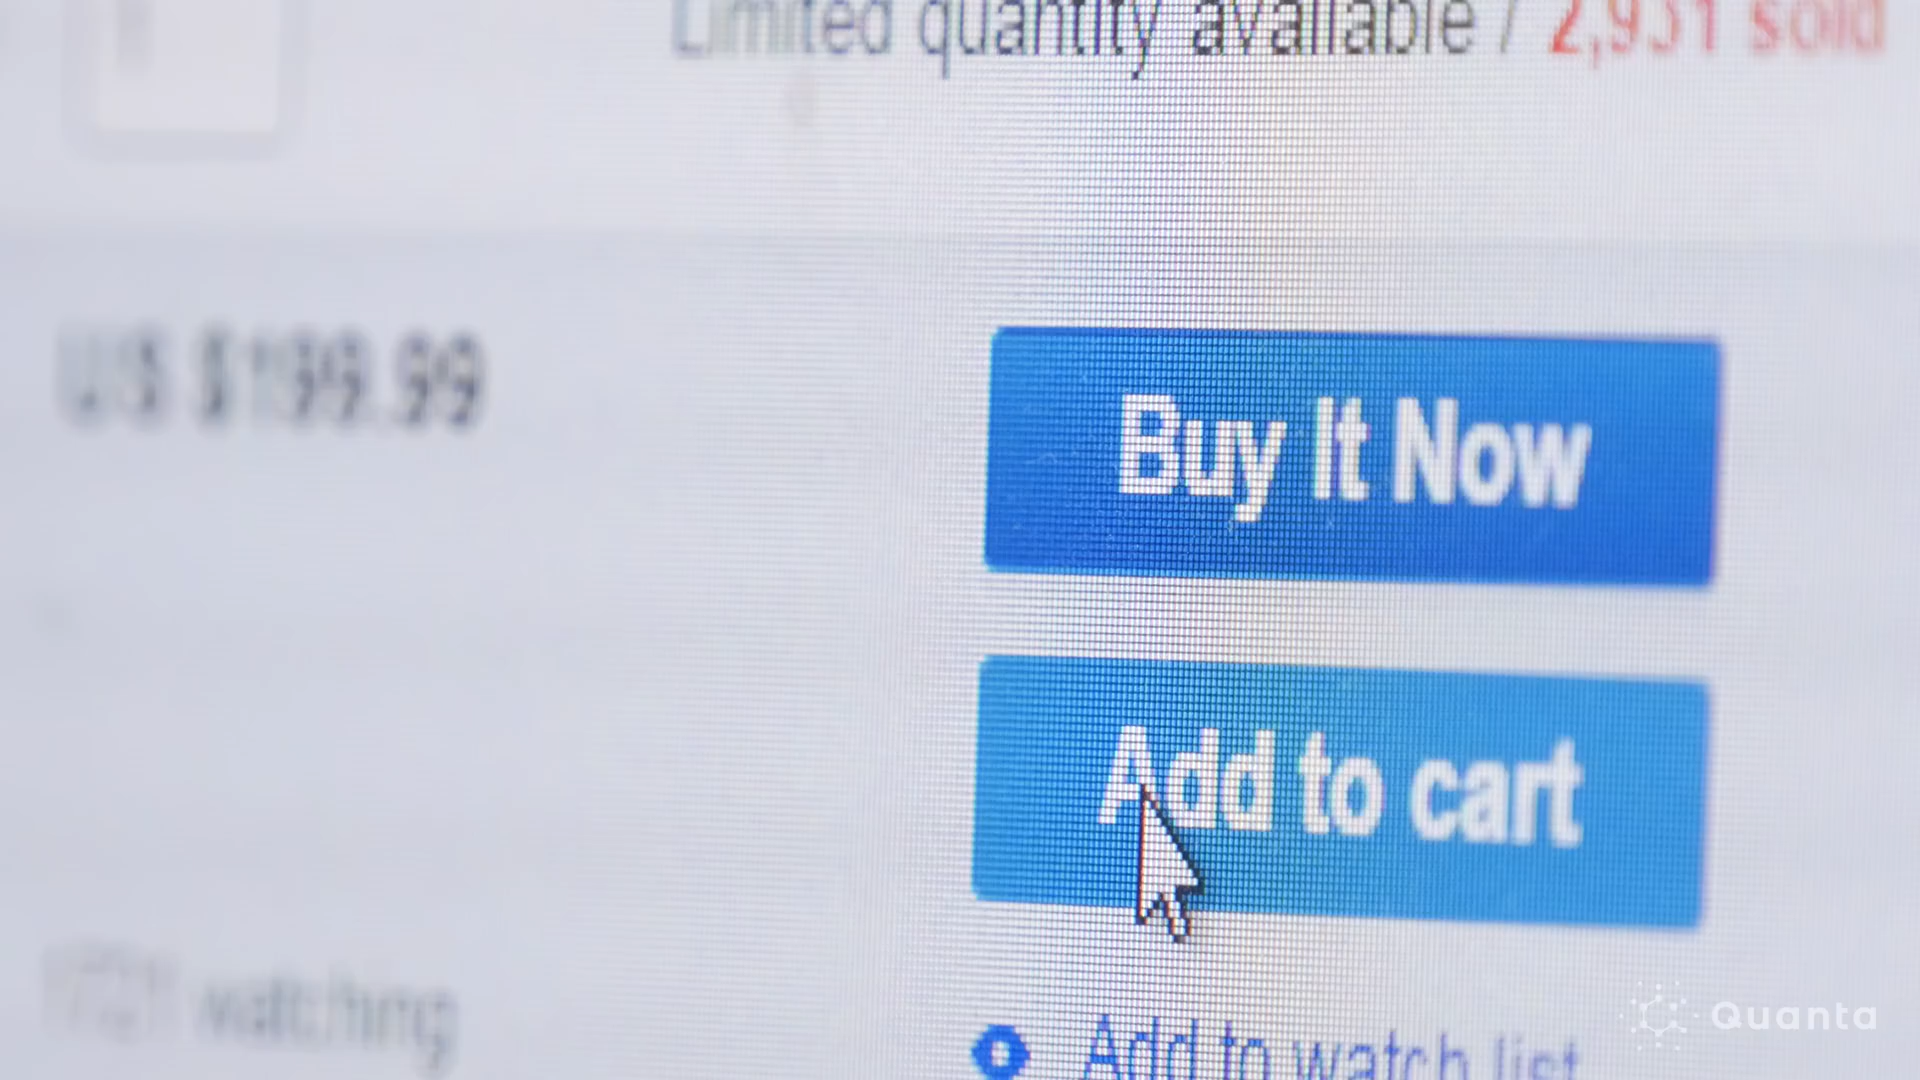 Limited quantity available / 2,931 sold
US $199.99
Buy It Now
Add to cart
watching
Add to watch list
Quanta